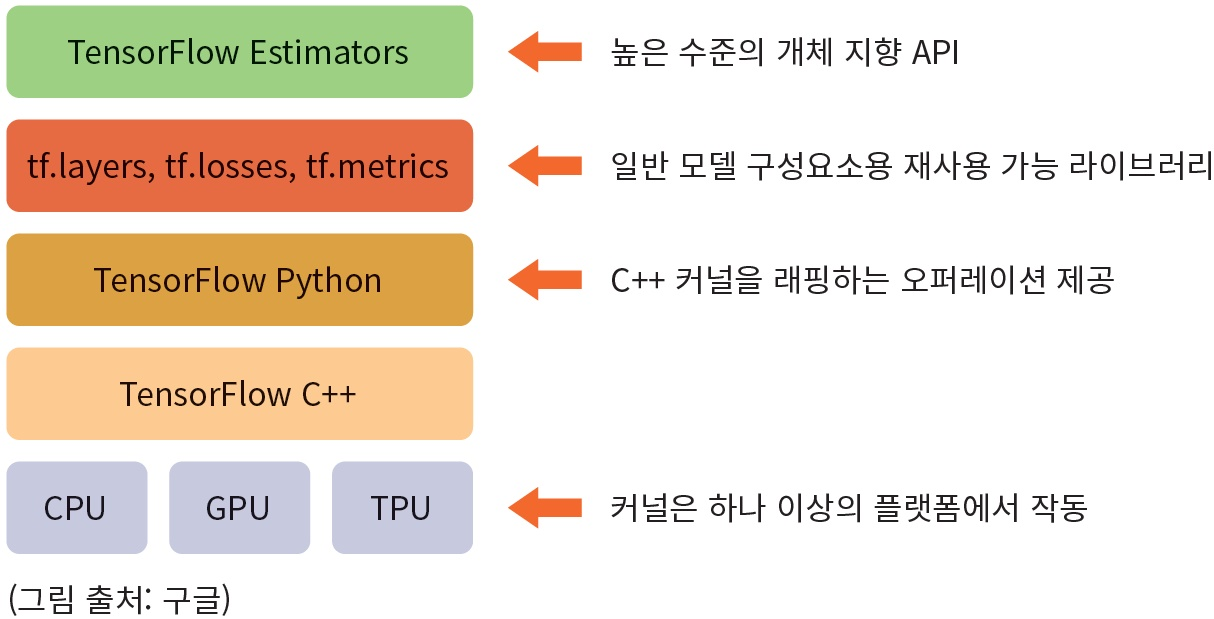 TensorFlow Estimators
높은 수준의 개체 지향 API
tf.layers, tf.losses, tf.metrics
일반 모델 구성요소용 재사용 가능 라이브러리
TensorFlow Python
C++ 커널을 래핑하는 오퍼레이션 제공
TensorFlow C++
CPU GPU TPU
커널은 하나 이상의 플랫폼에서 작동
(그림 출처: 구글)